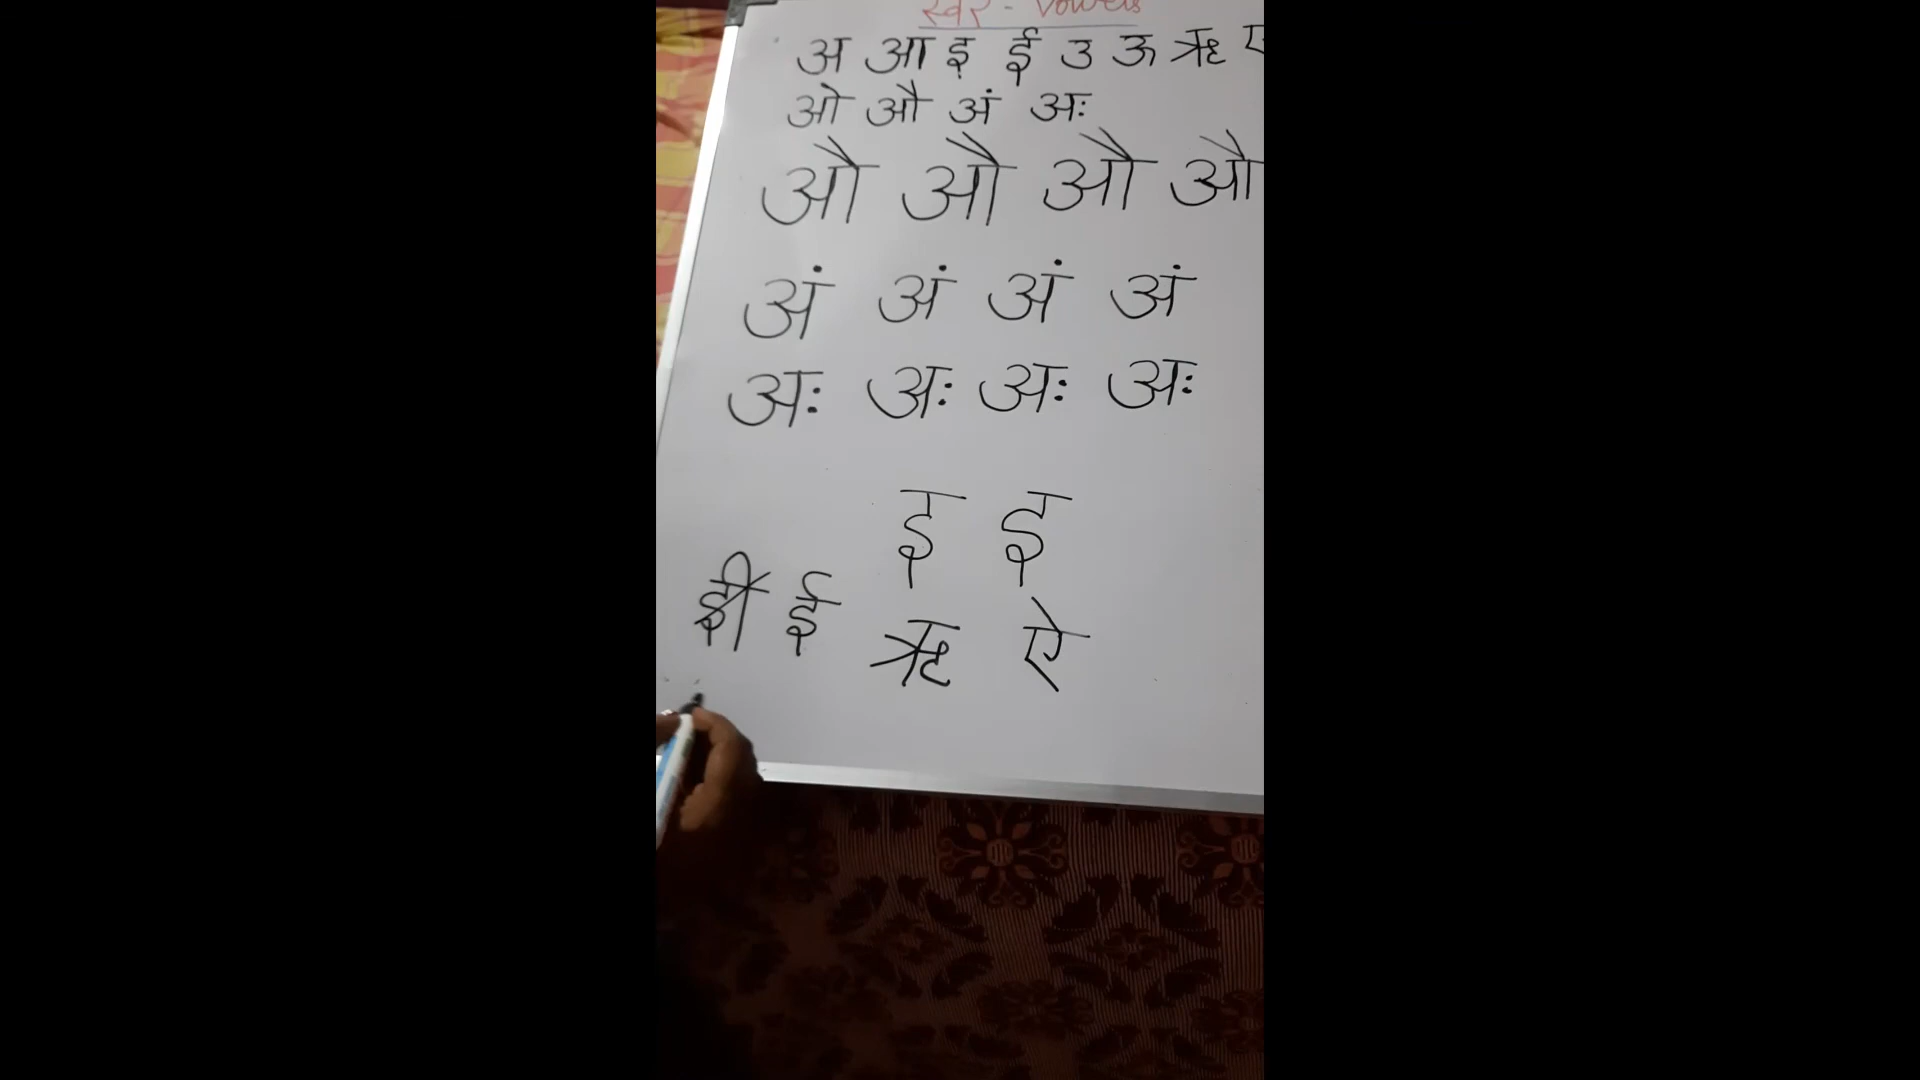 स्वर - Vowels
अ आ इ ई उ ऊ ऋ
ओ औ अं अः
औ औ औ औ
अं अं अं अं
अः अः अः अः
इ इ
ई ऋ ऐ